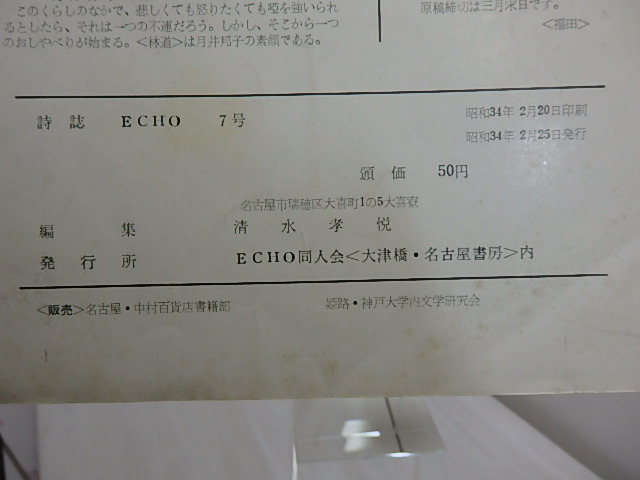 このくらしのなかで、悲しくても怒りたくても唖を強いられ
るとしたら、それは一つの不運だろう。しかし、そこから一つ
のおしゃべりが始まる。<林道>は月井邦子の素顔である。
原稿締切は三月末日です。
<福田>
詩誌 ECHO 7号
昭和34年 2月20日印刷
昭和34年 2月25日発行
頒価 50円
名古屋市瑞穂区大喜町1の5大喜寮
編集 清水孝悦
発行所 ECHO同人会<大津橋・名古屋書房>内
<販売>名古屋・中村百貨店書籍部 姫路・神戸大学内文学研究会